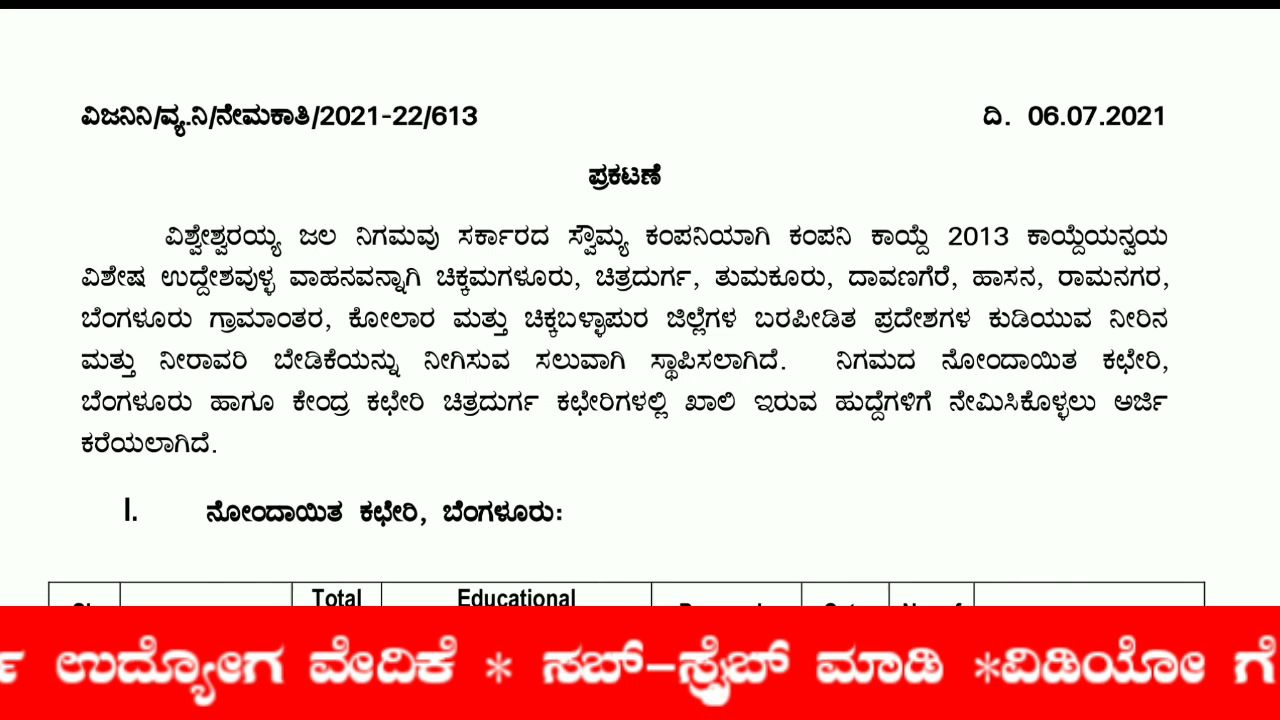 ವಿಜನಿನಿ/ವ್ಯ.ನಿ/ನೇಮಕಾತಿ/2021-22/613 ದಿ. 06.07.2021
ಪ್ರಕಟಣೆ
ವಿಶ್ವೇಶ್ವರಯ್ಯ ಜಲ ನಿಗಮವು ಸರ್ಕಾರದ ಸ್ವೌಮ್ಯ ಕಂಪನಿಯಾಗಿ ಕಂಪನಿ ಕಾಯ್ದೆ 2013 ಕಾಯ್ದೆಯನ್ವಯ
ವಿಶೇಷ ಉದ್ದೇಶವುಳ್ಳ ವಾಹನವನ್ನಾಗಿ ಚಿಕ್ಕಮಗಳೂರು, ಚಿತ್ರದುರ್ಗ, ತುಮಕೂರು, ದಾವಣಗೆರೆ, ಹಾಸನ, ರಾಮನಗರ,
ಬೆಂಗಳೂರು ಗ್ರಾಮಾಂತರ, ಕೋಲಾರ ಮತ್ತು ಚಿಕ್ಕಬಳ್ಳಾಪುರ ಜಿಲ್ಲೆಗಳ ಬರಪೀಡಿತ ಪ್ರದೇಶಗಳ ಕುಡಿಯುವ ನೀರಿನ
ಮತ್ತು ನೀರಾವರಿ ಬೇಡಿಕೆಯನ್ನು ನೀಗಿಸುವ ಸಲುವಾಗಿ ಸ್ಥಾಪಿಸಲಾಗಿದೆ. ನಿಗಮದ ನೋಂದಾಯಿತ ಕಛೇರಿ,
ಬೆಂಗಳೂರು ಹಾಗೂ ಕೇಂದ್ರ ಕಛೇರಿ ಚಿತ್ರದುರ್ಗ ಕಛೇರಿಗಳಲ್ಲಿ ಖಾಲಿ ಇರುವ ಹುದ್ದೆಗಳಿಗೆ ನೇಮಿಸಿಕೊಳ್ಳಲು ಅರ್ಜಿ
ಕರೆಯಲಾಗಿದೆ.
I. ನೋಂದಾಯಿತ ಕಛೇರಿ, ಬೆಂಗಳೂರು:
Total Educational
ಉದ್ಯೋಗ ವೇದಿಕೆ * ಸಬ್-ಸ್ಕ್ರೈಬ್ ಮಾಡಿ *ವಿಡಿಯೋ ಗೆ